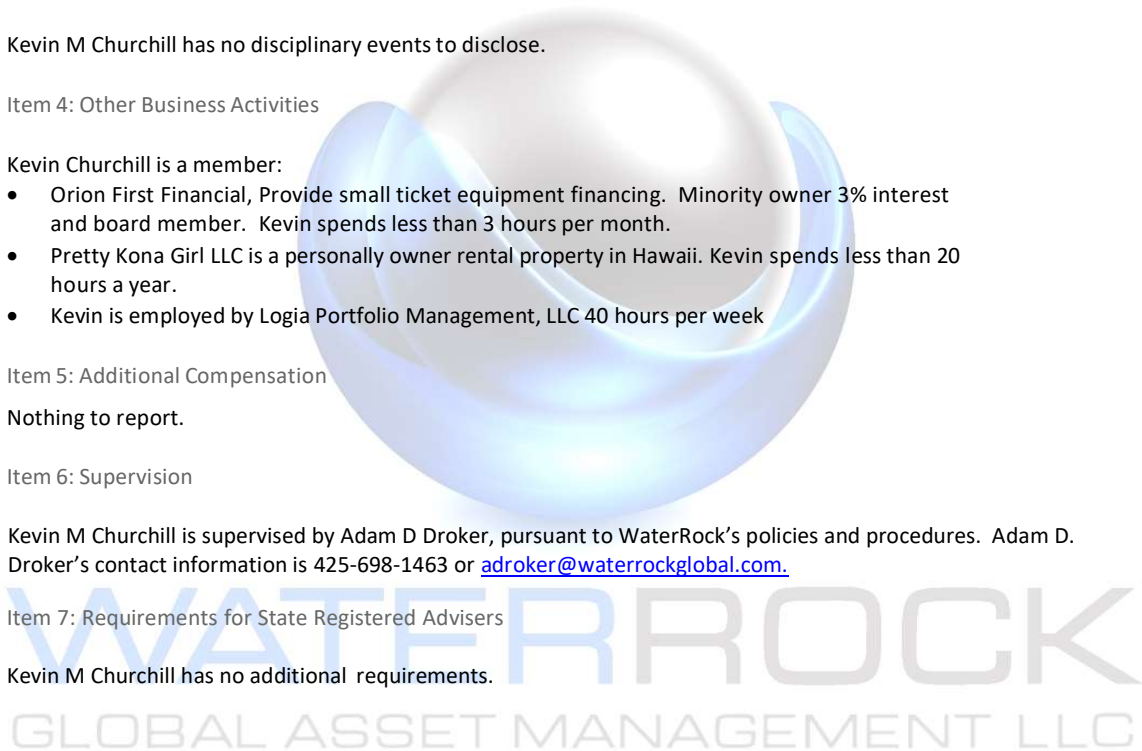 Kevin M Churchill has no disciplinary events to disclose.
Item 4: Other Business Activities
Kevin Churchill is a member:
• Orion First Financial, Provide small ticket equipment financing. Minority owner 3% interest
and board member. Kevin spends less than 3 hours per month.
• Pretty Kona Girl LLC is a personally owner rental property in Hawaii. Kevin spends less than 20
hours a year.
• Kevin is employed by Logia Portfolio Management, LLC 40 hours per week
Item 5: Additional Compensation
Nothing to report.
Item 6: Supervision
Kevin M Churchill is supervised by Adam D Droker, pursuant to WaterRock’s policies and procedures. Adam D.
Droker’s contact information is 425-698-1463 or adroker@waterrockglobal.com.
Item 7: Requirements for State Registered Advisers
Kevin M Churchill has no additional requirements.
WATERROCK
GLOBAL ASSET MANAGEMENT LLC